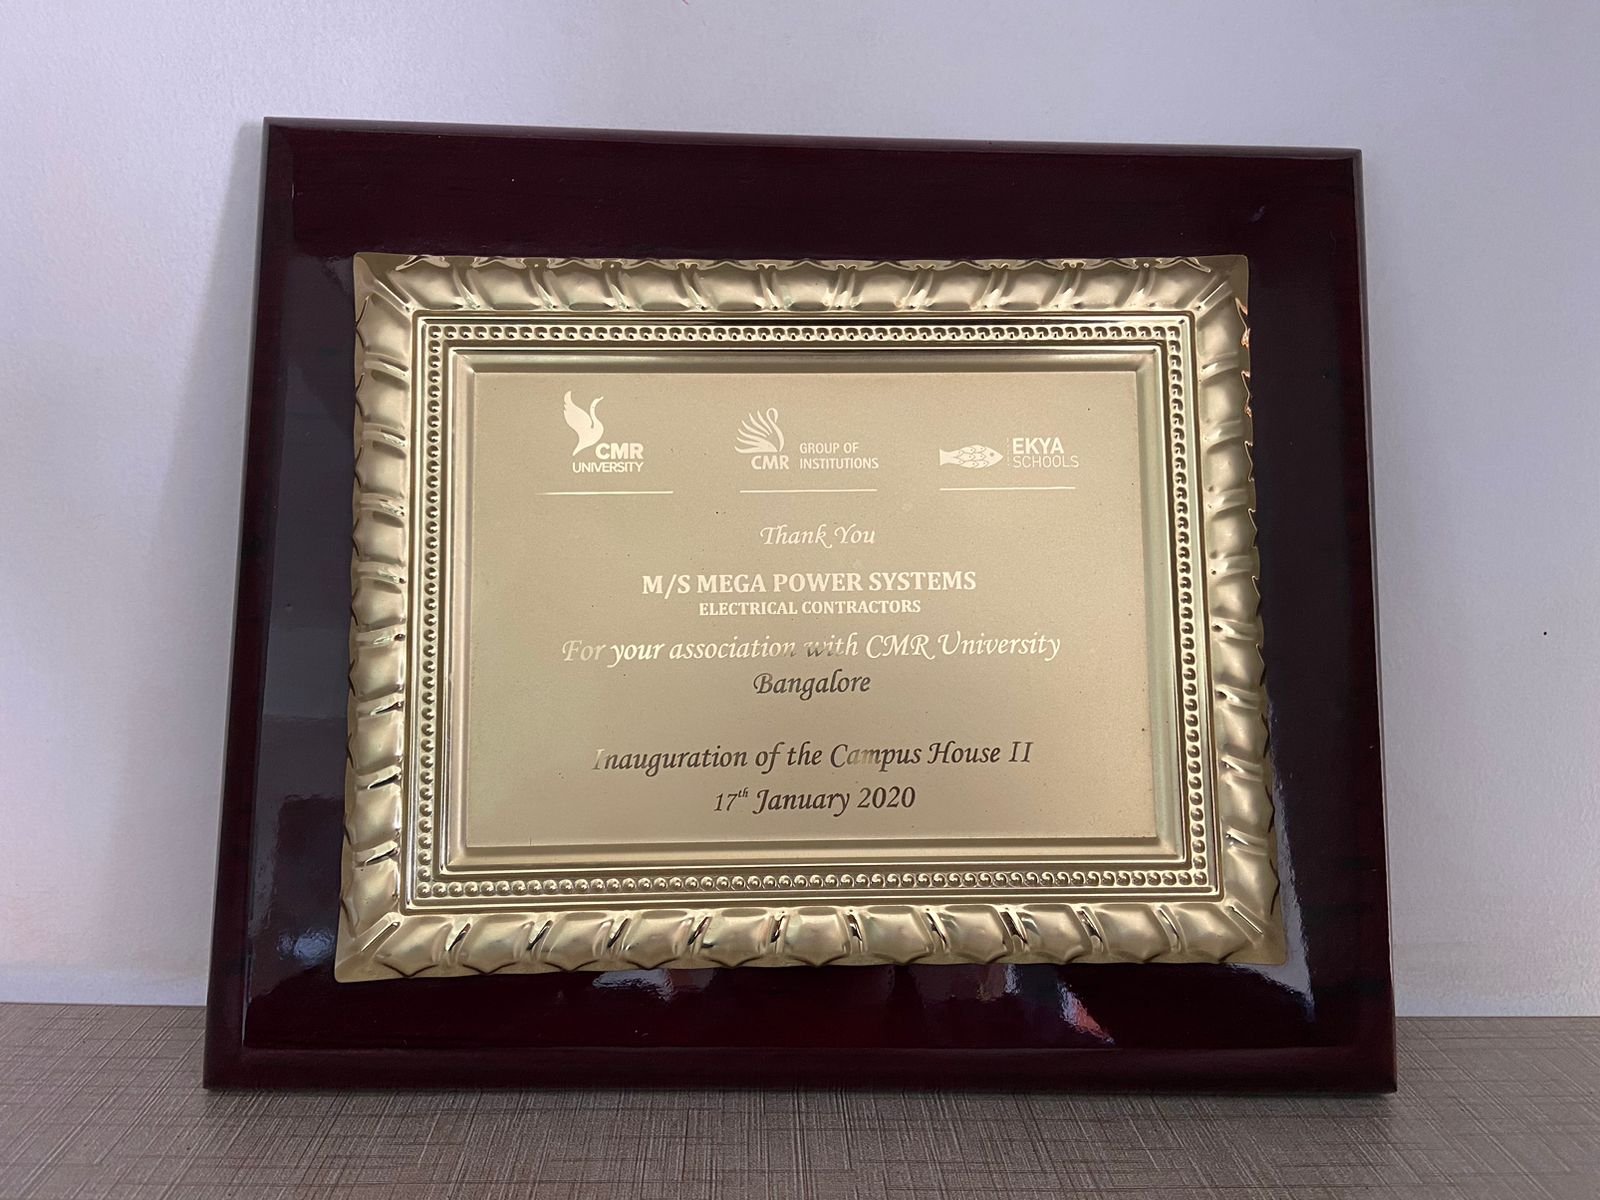 CMR
UNIVERSITY
CMR GROUP OF
INSTITUTIONS
EKYA
SCHOOLS
Thank You
M/S MEGA POWER SYSTEMS
ELECTRICAL CONTRACTORS
For your association with CMR University
Bangalore
Inauguration of the Campus House II
17th January 2020